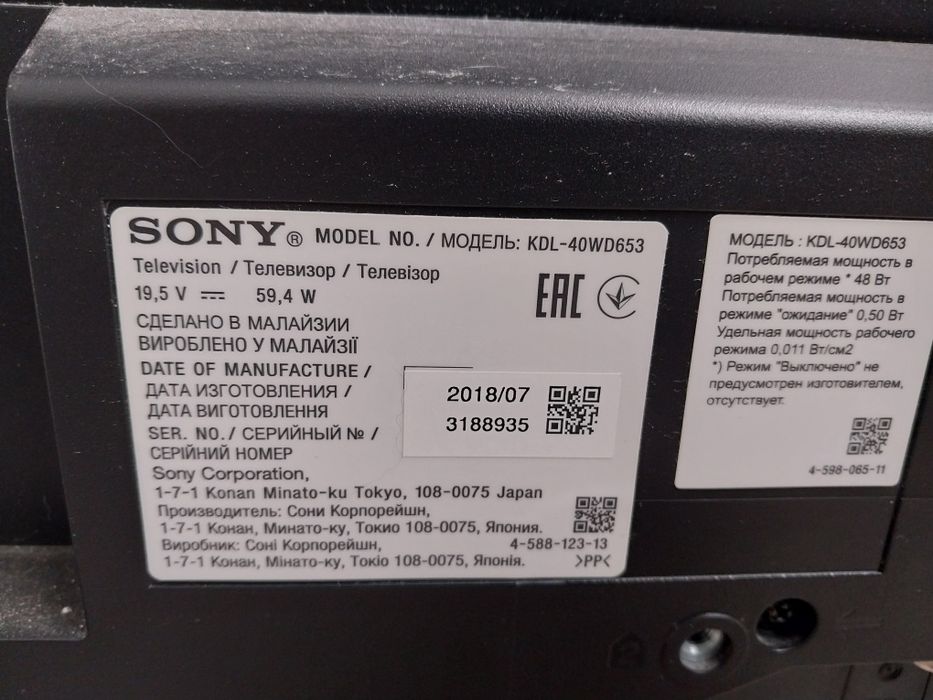 SONY® MODEL NO. / МОДЕЛЬ: KDL-40WD653
Television / Телевизор / Телевізор
19,5 V ⎓ 59,4 W
EAC
СДЕЛАНО В МАЛАЙЗИИ
ВИРОБЛЕНО У МАЛАЙЗІЇ
DATE OF MANUFACTURE /
ДАТА ИЗГОТОВЛЕНИЯ /
ДАТА ВИГОТОВЛЕННЯ
2018/07
3188935
SER. NO./ СЕРИЙНЫЙ № /
СЕРІЙНИЙ НОМЕР
Sony Corporation,
1-7-1 Konan Minato-ku Tokyo, 108-0075 Japan
Производитель: Сони Корпорейшн,
1-7-1 Конан, Минато-ку, Токио 108-0075, Япония.
Виробник: Соні Корпорейшн,
4-588-123-13
1-7-1 Конан, Мінато-ку, Токіо 108-0075, Японія.
>PP<
МОДЕЛЬ : KDL-40WD653
Потребляемая мощность в
рабочем режиме * 48 Вт
Потребляемая мощность в
режиме "ожидание" 0,50 Вт
Удельная мощность рабочего
режима 0,011 Вт/см2
*) Режим "Выключено" не
предусмотрен изготовителем,
отсутствует.
4-598-065-11